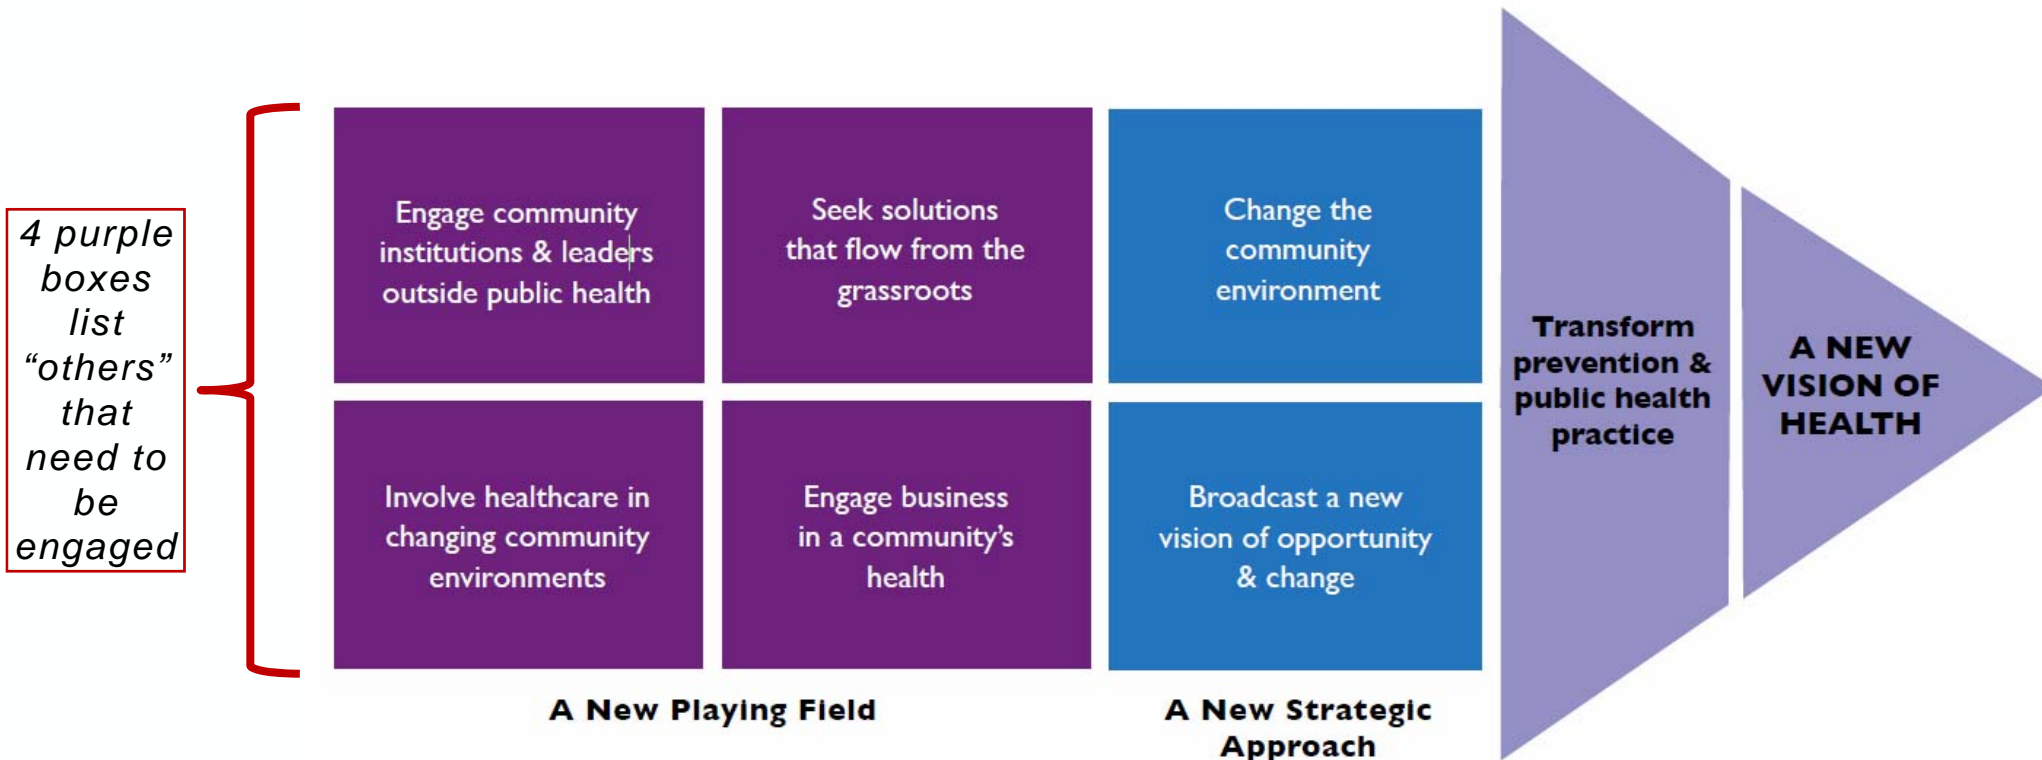 4 purple
boxes
list
“others”
that
need to
be
engaged
Engage community
institutions & leaders
outside public health
Seek solutions
that flow from the
grassroots
Change the
community
environment
Involve healthcare in
changing community
environments
Engage business
in a community’s
health
Broadcast a new
vision of opportunity
& change
A New Playing Field
A New Strategic
Approach
Transform
prevention &
public health
practice
A NEW
VISION OF
HEALTH